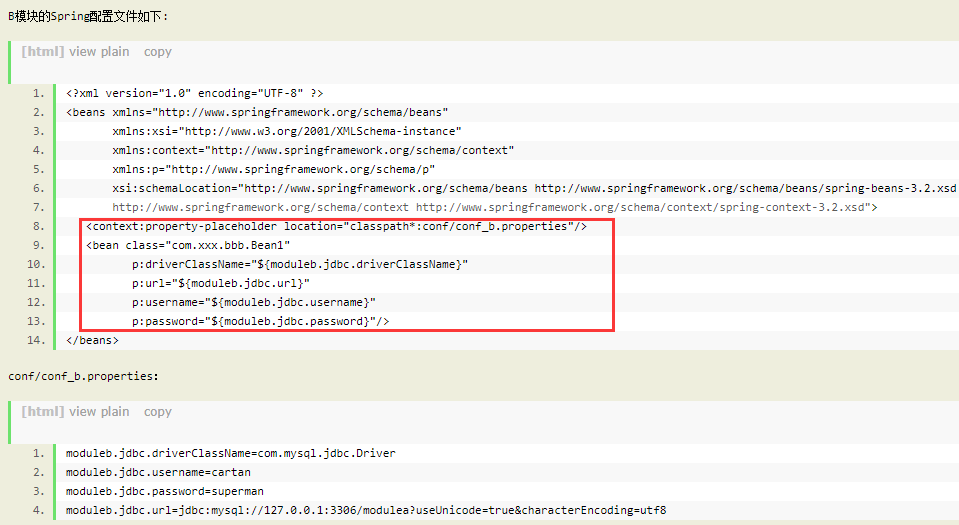 B模块的Spring配置文件如下：
[html] view plain copy
1. <?xml version="1.0" encoding="UTF-8" ?>
2. <beans xmlns="http://www.springframework.org/schema/beans"
3. xmlns:xsi="http://www.w3.org/2001/XMLSchema-instance"
4. xmlns:context="http://www.springframework.org/schema/context"
5. xmlns:p="http://www.springframework.org/schema/p"
6. xsi:schemaLocation="http://www.springframework.org/schema/beans http://www.springframework.org/schema/beans/spring-beans-3.2.xsd
7. http://www.springframework.org/schema/context http://www.springframework.org/schema/context/spring-context-3.2.xsd">
8. <context:property-placeholder location="classpath*:conf/conf_b.properties"/>
9. <bean class="com.xxx.bbb.Bean1"
10. p:driverClassName="${moduleb.jdbc.driverClassName}"
11. p:url="${moduleb.jdbc.url}"
12. p:username="${moduleb.jdbc.username}"
13. p:password="${moduleb.jdbc.password}"/>
14. </beans>
conf/conf_b.properties:
[html] view plain copy
1. moduleb.jdbc.driverClassName=com.mysql.jdbc.Driver
2. moduleb.jdbc.username=cartan
3. moduleb.jdbc.password=superman
4. moduleb.jdbc.url=jdbc:mysql://127.0.0.1:3306/modulea?useUnicode=true&characterEncoding=utf8